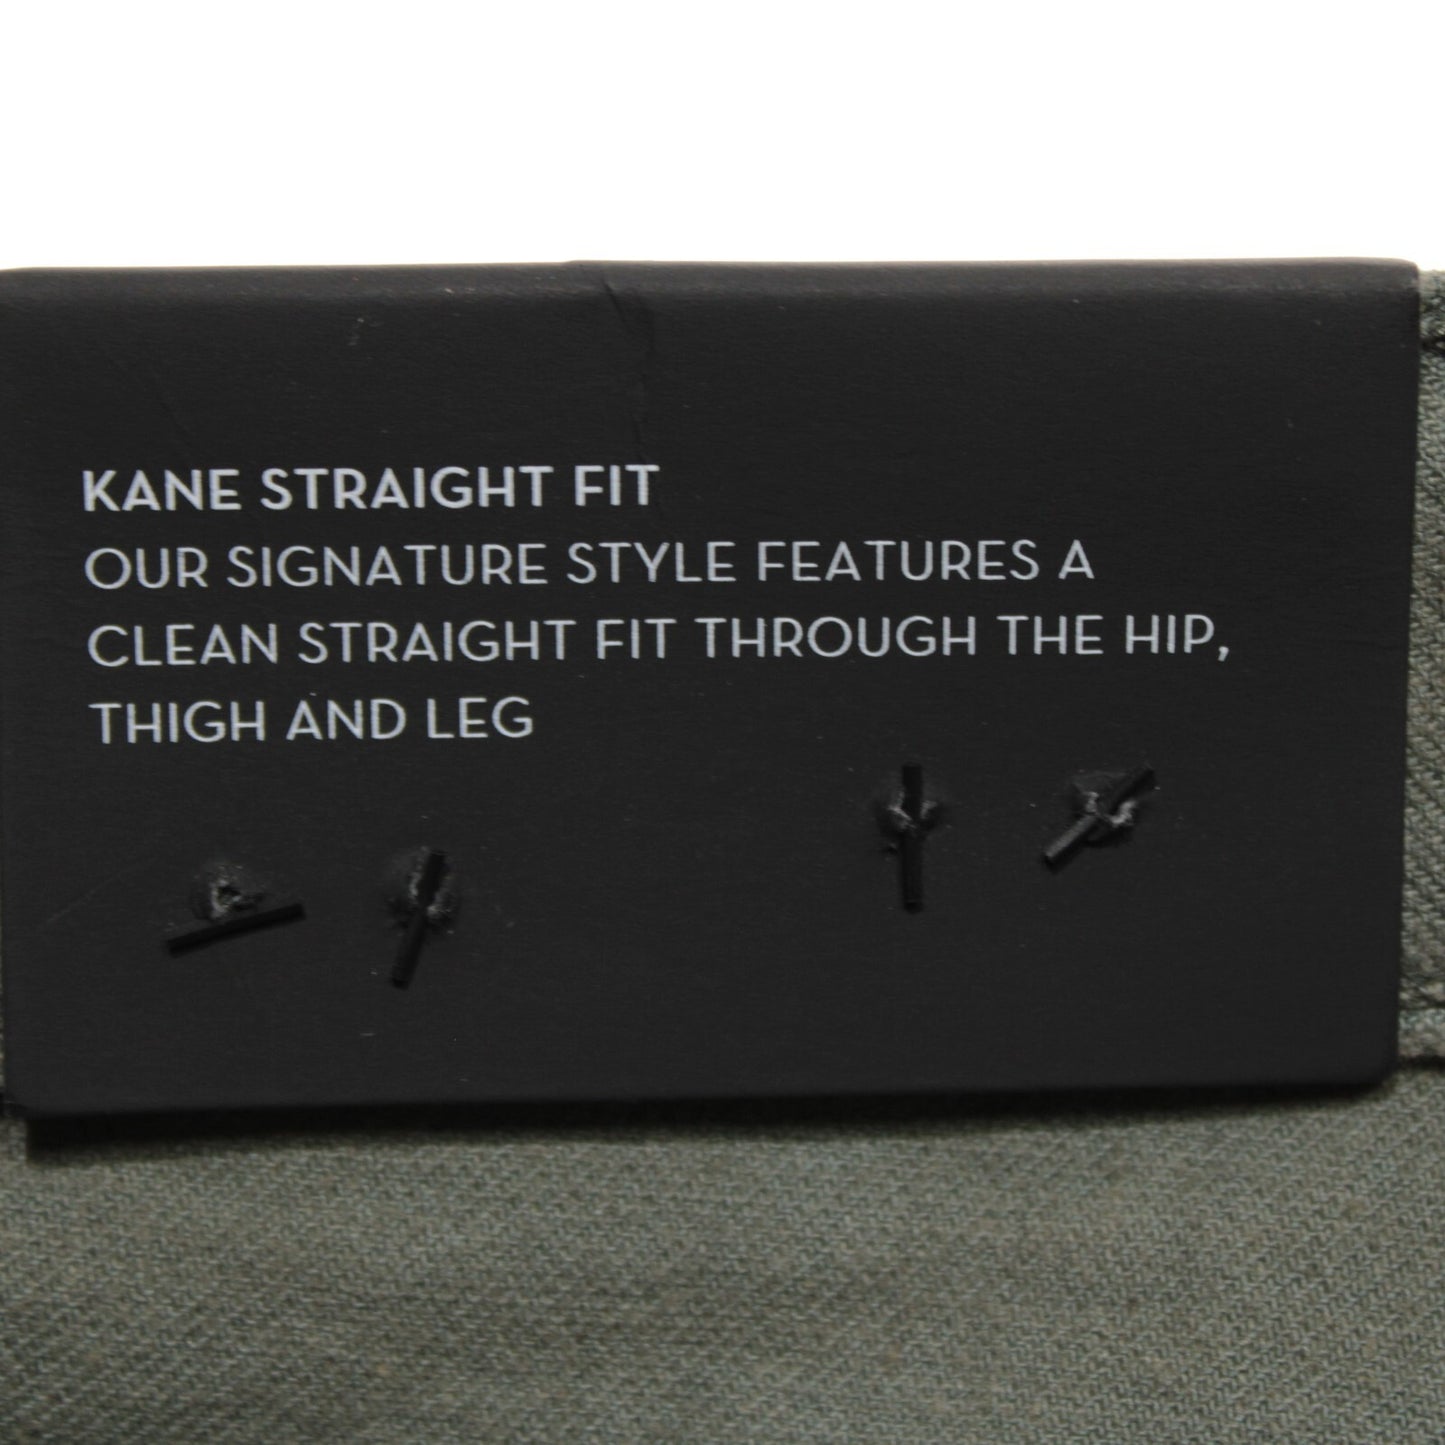 KANE STRAIGHT FIT
OUR SIGNATURE STYLE FEATURES A
CLEAN STRAIGHT FIT THROUGH THE HIP,
THIGH AND LEG